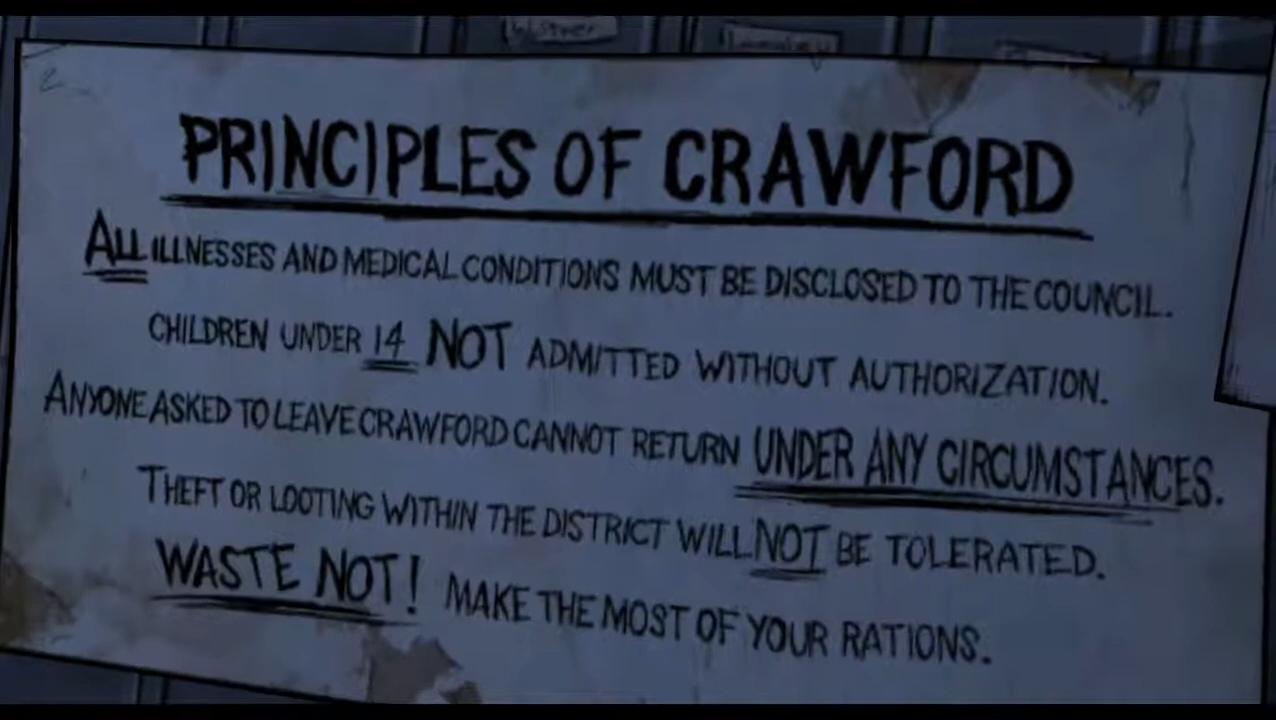 PRINCIPLES OF CRAWFORD
ALL ILLNESSES AND MEDICAL CONDITIONS MUST BE DISCLOSED TO THE COUNCIL.
CHILDREN UNDER 14 NOT ADMITTED WITHOUT AUTHORIZATION.
ANYONE ASKED TO LEAVE CRAWFORD CANNOT RETURN UNDER ANY CIRCUMSTANCES.
THEFT OR LOOTING WITHIN THE DISTRICT WILL NOT BE TOLERATED.
WASTE NOT! MAKE THE MOST OF YOUR RATIONS.